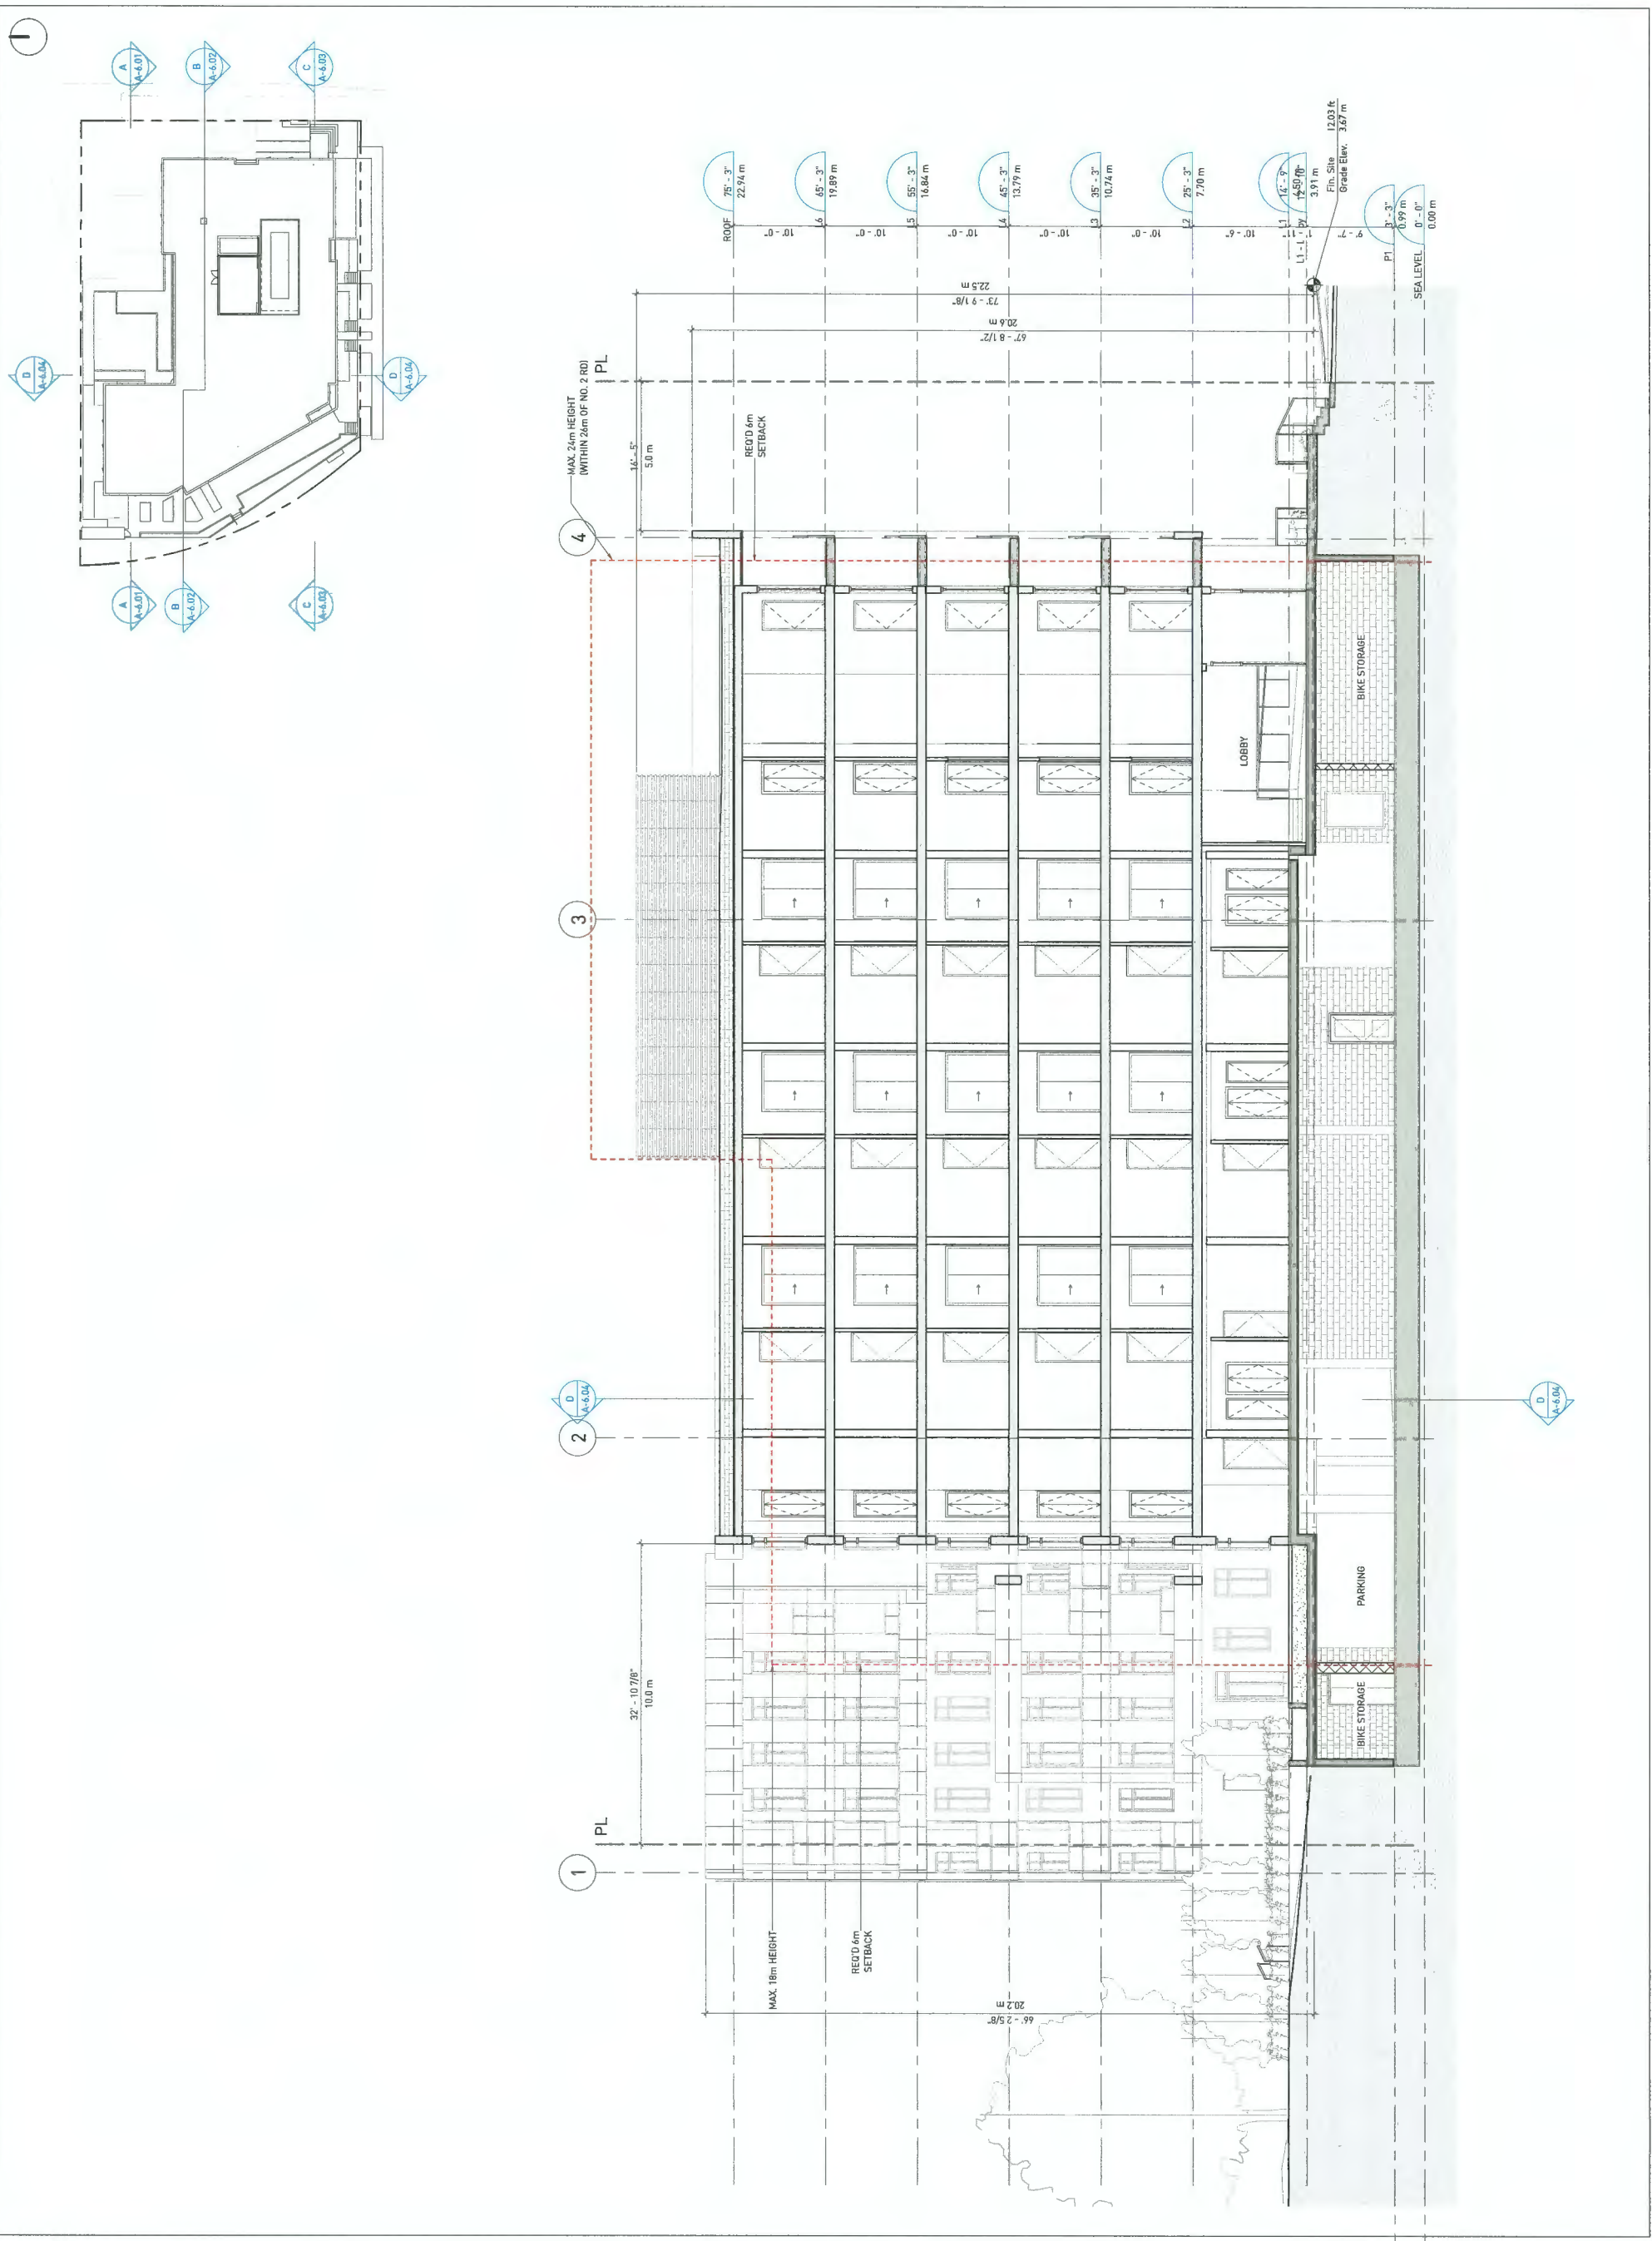 A
A-6.01
B
A-6.02
C
A-6.03
D
A-6.04
D
A-6.04
A
A-6.01
B
A-6.02
C
A-6.03
MAX. 24m HEIGHT
(WITHIN 26m OF NO. 2 RD)
PL
16' - 5"
5.0 m
REQ'D 6m
SETBACK
4
3
D
A-6.04
2
1
PL
32' - 10 7/8"
10.0 m
MAX. 18m HEIGHT
REQ'D 6m
SETBACK
66' - 2 5/8"
20.2 m
73' - 9 1/8"
22.5 m
67' - 8 1/2"
20.6 m
ROOF
75' - 3"
22.94 m
10' - 0"
L6
65' - 3"
19.89 m
10' - 0"
L5
55' - 3"
16.84 m
10' - 0"
L4
45' - 3"
13.79 m
10' - 0"
L3
35' - 3"
10.74 m
10' - 0"
L2
25' - 3"
7.70 m
10' - 6"
L1
14' - 9"
4.50 m
1' - 11"
12' - 10"
3.91 m
Fin. Site 12.03 ft
Grade Elev. 3.67 m
9' - 7"
P1
3' - 3"
0.99 m
SEA LEVEL
0' - 0"
0.00 m
LOBBY
BIKE STORAGE
PARKING
BIKE STORAGE
D
A-6.04